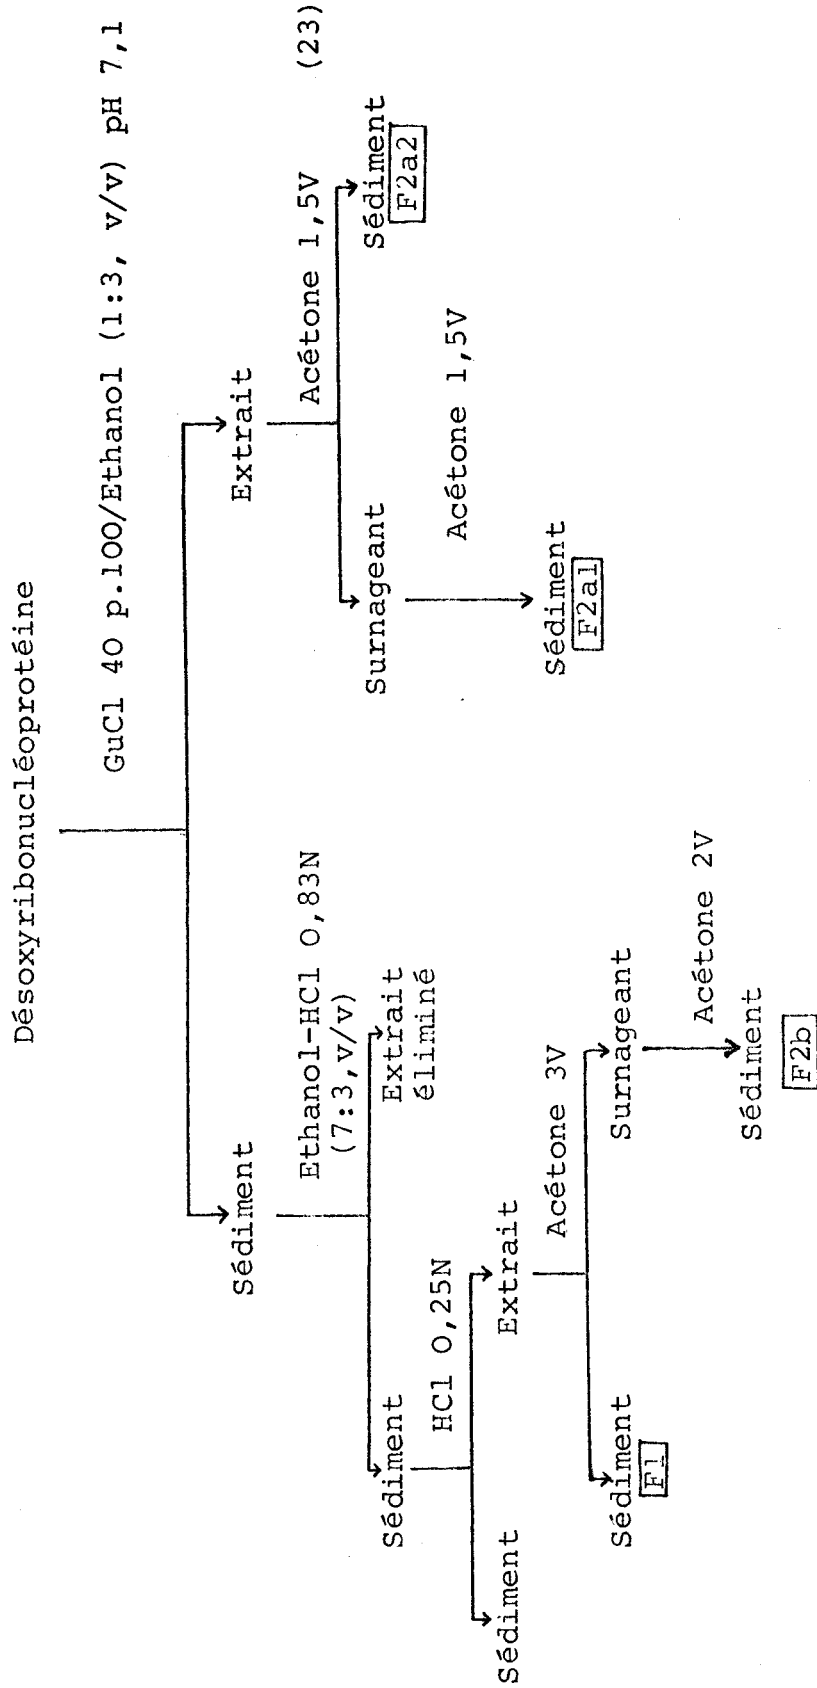 Désoxyribonucléoprotéine
GuCl 40 p.100/Ethanol (1:3, v/v) pH 7,1
Sédiment
Extrait
Ethanol-HCl 0,83N
(7:3,v/v)
Acétone 1,5V
(23)
Sédiment
Extrait
éliminé
Surnageant
Sédiment
F2a2
HCl 0,25N
Acétone 1,5V
Sédiment
Extrait
Sédiment
F2a1
Acétone 3V
Sédiment
F1
Surnageant
Acétone 2V
Sédiment
F2b